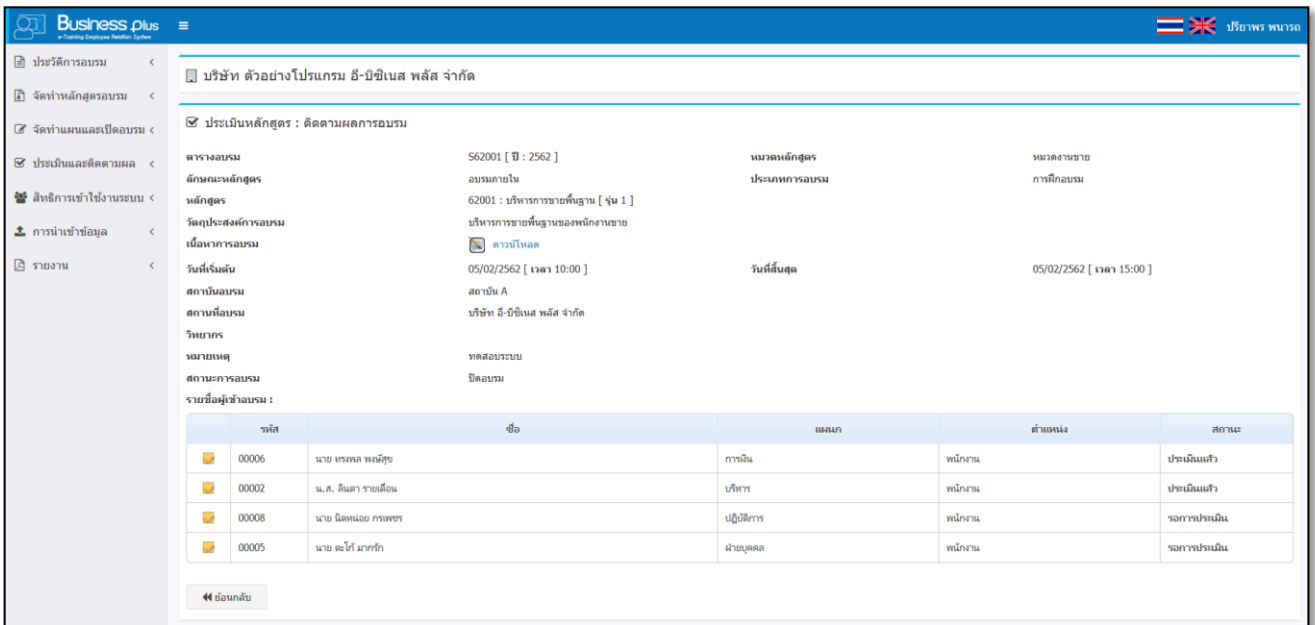 Business plus
e-Training Employee Relation System
ปรียาพร พนารถ
ประวัติการอบรม
จัดทำหลักสูตรอบรม
จัดทำแผนและเปิดอบรม
ประเมินและติดตามผล
สิทธิการเข้าใช้งานระบบ
การนำเข้าข้อมูล
รายงาน
บริษัท ตัวอย่างโปรแกรม อี-บิซิเนส พลัส จำกัด
ประเมินหลักสูตร : ติดตามผลการอบรม
ตารางอบรม S62001 [ ปี : 2562 ] หมวดหลักสูตร หมวดงานขาย
ลักษณะหลักสูตร อบรมภายใน ประเภทการอบรม การฝึกอบรม
หลักสูตร 62001 : บริหารการขายพื้นฐาน [ รุ่น 1 ]
วัตถุประสงค์การอบรม บริหารการขายพื้นฐานของพนักงานขาย
เนื้อหาการอบรม ดาวน์โหลด
วันที่เริ่มต้น 05/02/2562 [ เวลา 10:00 ] วันที่สิ้นสุด 05/02/2562 [ เวลา 15:00 ]
สถาบันอบรม สถาบัน A
สถานที่อบรม บริษัท อี-บิซิเนส พลัส จำกัด
วิทยากร
หมายเหตุ ทดสอบระบบ
สถานะการอบรม ปิดอบรม
รายชื่อผู้เข้าอบรม :
รหัส ชื่อ แผนก ตำแหน่ง สถานะ
00006 นาย ทรงพล พงษ์สุข การเงิน พนักงาน ประเมินแล้ว
00002 น.ส. ลินดา รายเดือน บริหาร พนักงาน ประเมินแล้ว
00008 นาย นิดหน่อย กรเพชร ปฏิบัติการ พนักงาน รอการประเมิน
00005 นาย ตะโก้ มากรัก ฝ่ายบุคคล พนักงาน รอการประเมิน
ย้อนกลับ